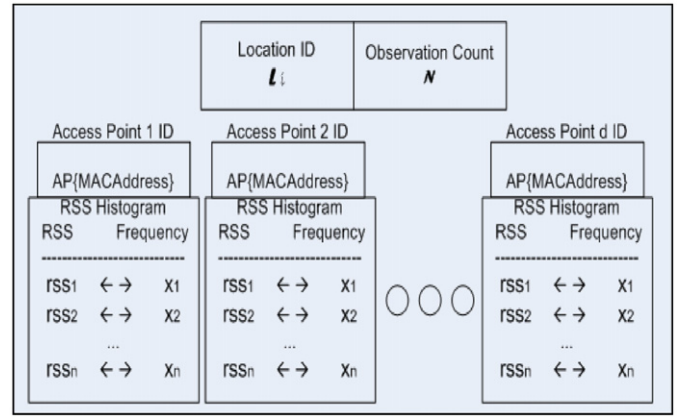 Location ID
Observation Count
l i
N
Access Point 1 ID
Access Point 2 ID
Access Point d ID
AP{MACAddress}
AP{MACAddress}
AP{MACAddress}
RSS Histogram
RSS Frequency
--------------------------
rss1 ←→ x1
rss2 ←→ x2
...
rssn ←→ xn
RSS Histogram
RSS Frequency
--------------------------
rss1 ←→ x1
rss2 ←→ x2
...
rssn ←→ xn
RSS Histogram
RSS Frequency
--------------------------
rss1 ←→ x1
rss2 ←→ x2
...
rssn ←→ xn